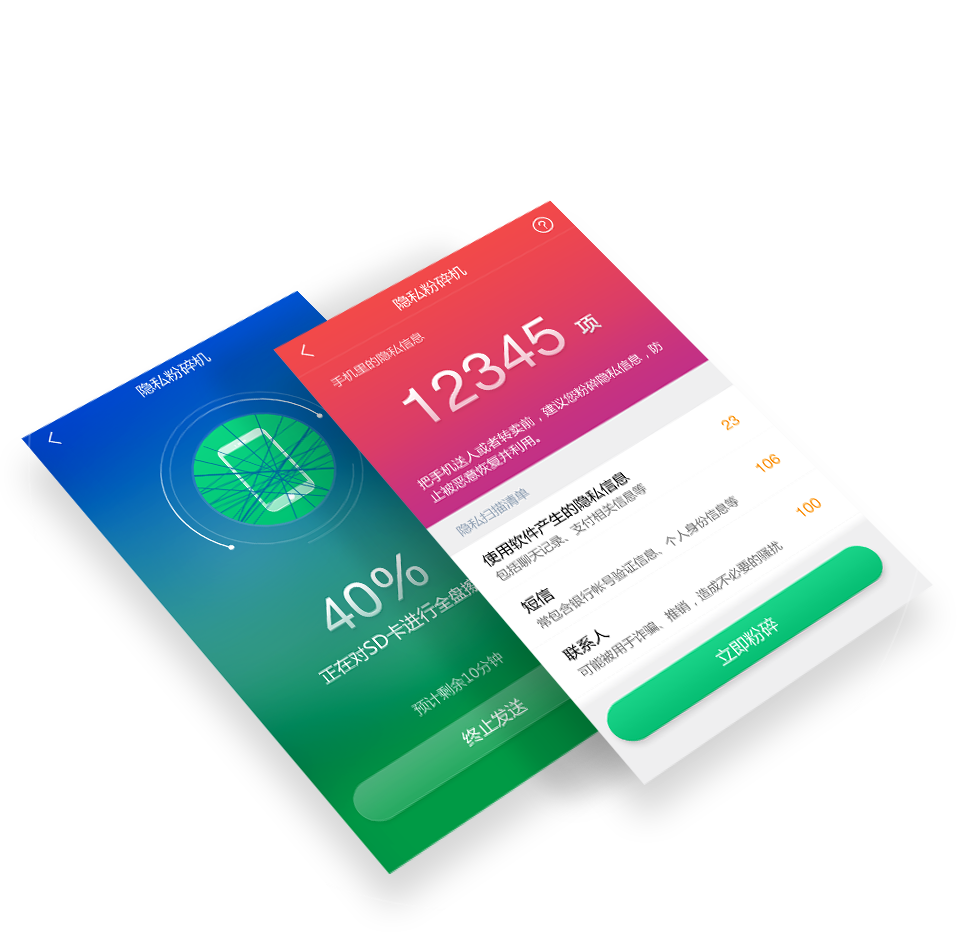 隐私粉碎机
40%
正在对SD卡进行全盘擦
预计剩余10分钟
终止发送
隐私粉碎机
手机里的隐私信息
12345 项
把手机送人或者转卖前，建议您粉碎隐私信息，防
止被恶意恢复并利用。
隐私扫描清单
使用软件产生的隐私信息
23
包括聊天记录、支付相关信息等
短信
106
常包含银行帐号验证信息、个人身份信息等
联系人
100
可能被用于诈骗、推销，造成不必要的骚扰
立即粉碎